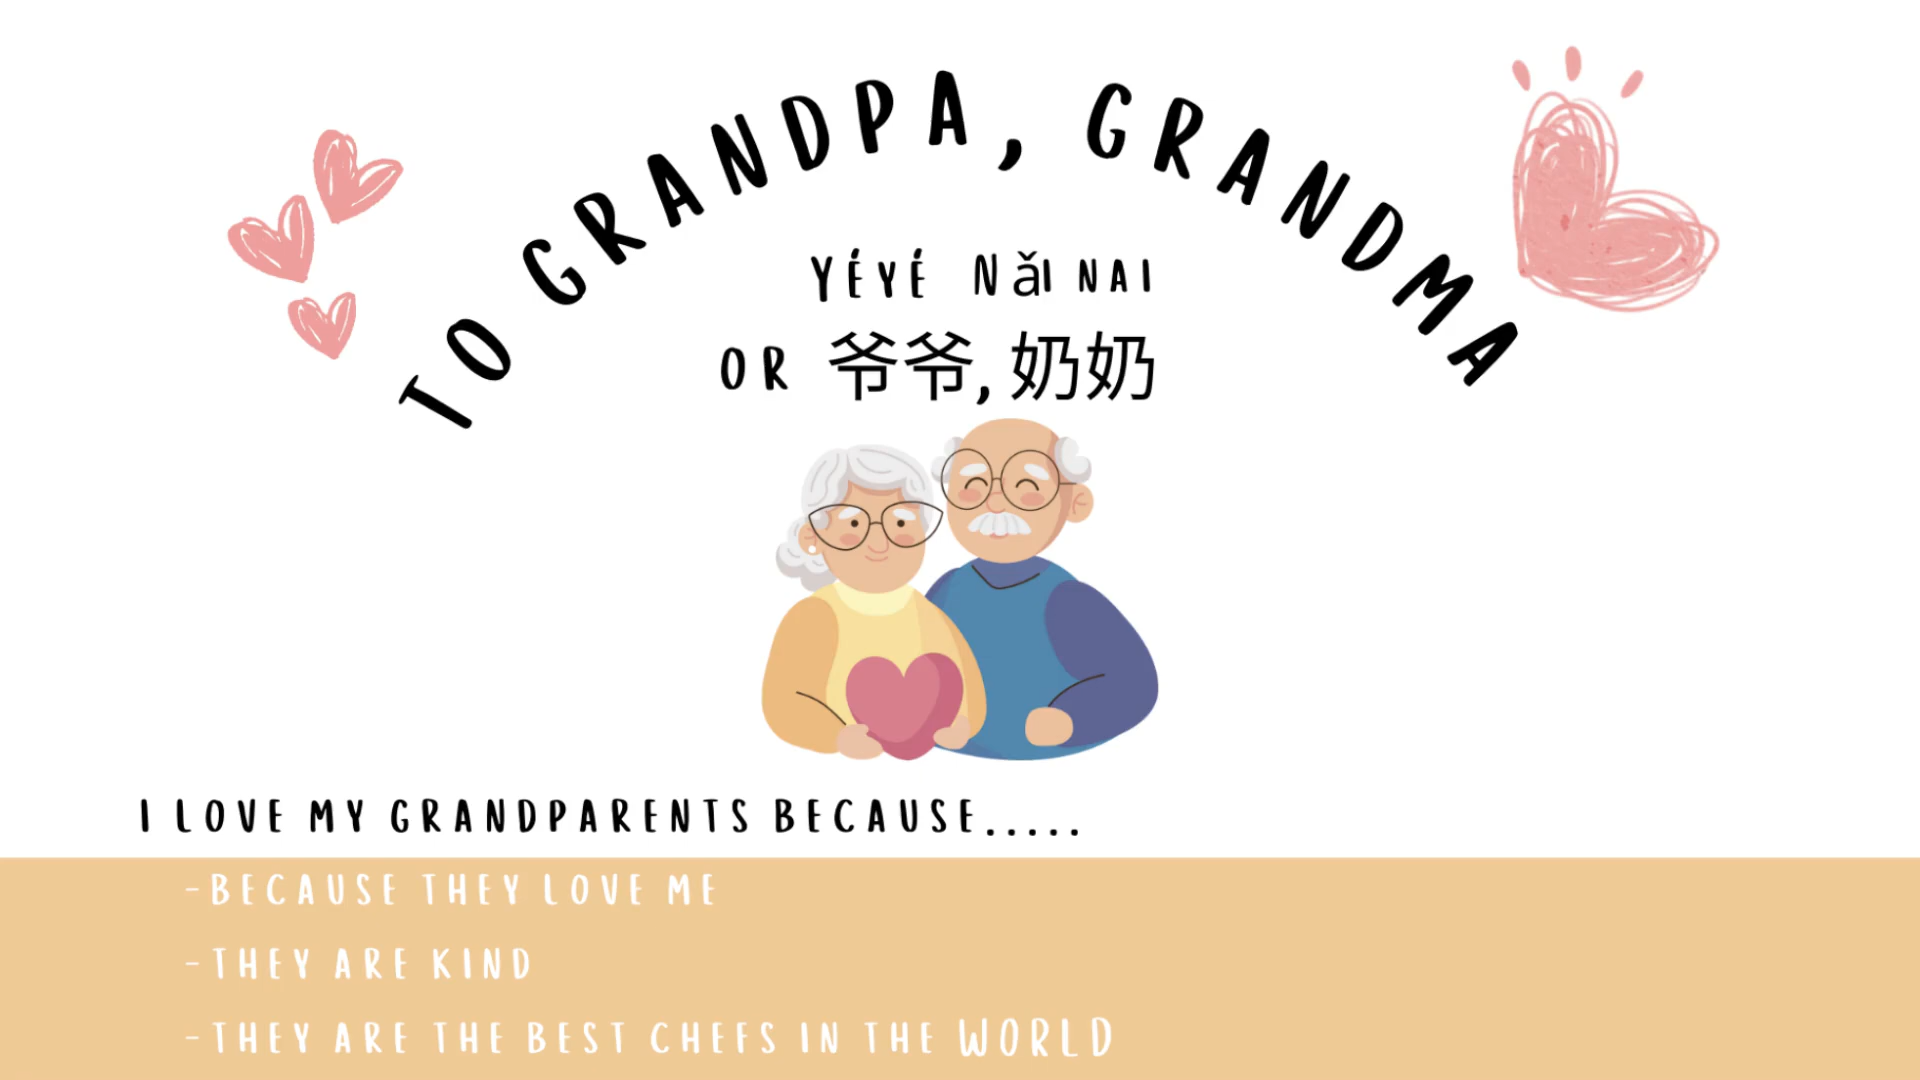 TO GRANDPA, GRANDMA
YÉYÉ NǍI NAI
OR 爷爷, 奶奶
I LOVE MY GRANDPARENTS BECAUSE.....
-BECAUSE THEY LOVE ME
-THEY ARE KIND
-THEY ARE THE BEST CHEFS IN THE WORLD